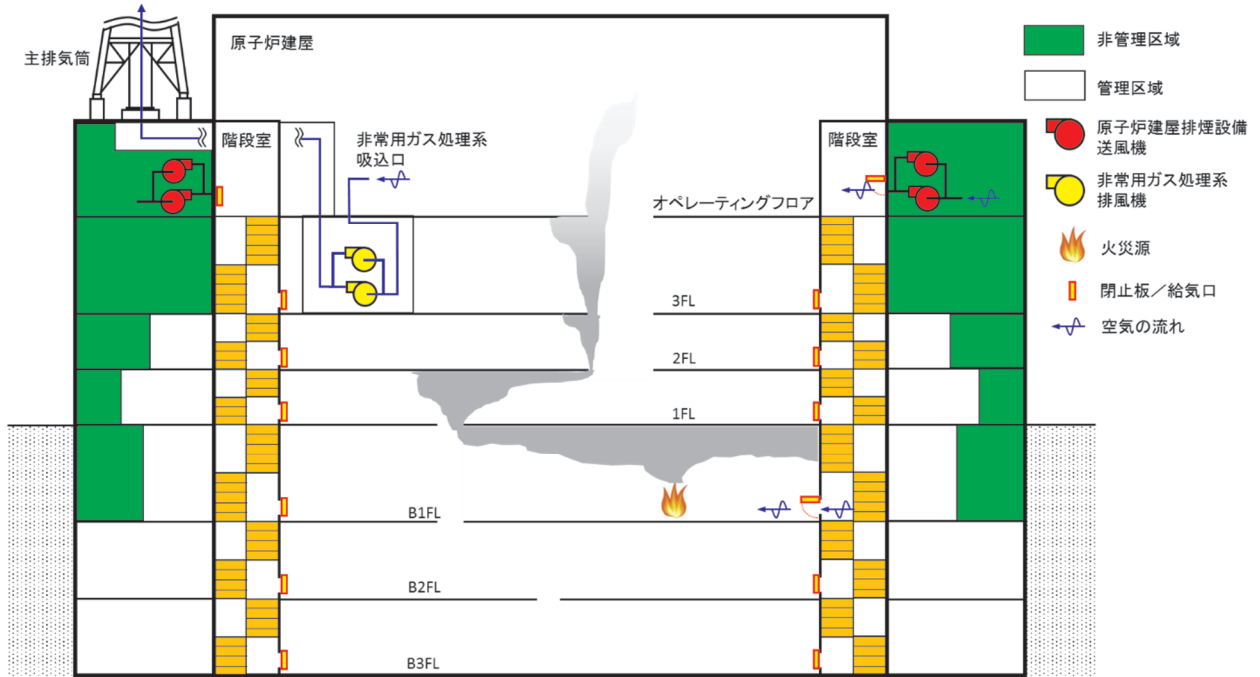 原子炉建屋
主排気筒
階段室
非常用ガス処理系
吸込口
階段室
オペレーティングフロア
3FL
2FL
1FL
B1FL
B2FL
B3FL
非管理区域
管理区域
原子炉建屋排煙設備
送風機
非常用ガス処理系
排風機
火災源
閉止板／給気口
空気の流れ